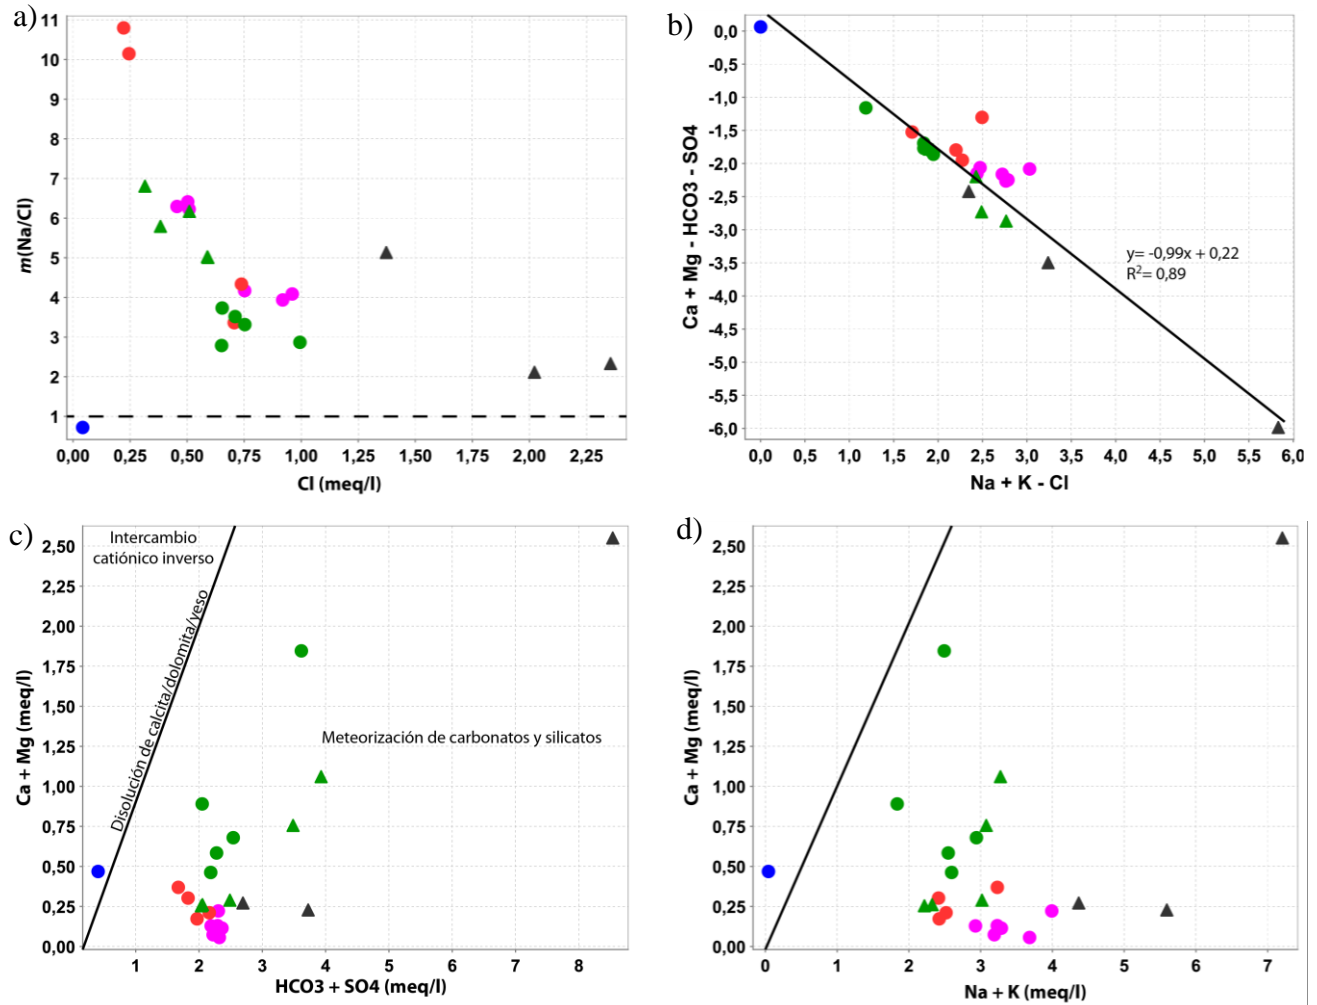 a)
11
10
9
8
7
6
5
4
3
2
1
m(Na/Cl)
0,00 0,25 0,50 0,75 1,00 1,25 1,50 1,75 2,00 2,25
Cl (meq/l)
b)
0,0
-0,5
-1,0
-1,5
-2,0
-2,5
-3,0
-3,5
-4,0
-4,5
-5,0
-5,5
-6,0
Ca + Mg - HCO3 - SO4
y= -0,99x + 0,22
R²= 0,89
0,0 0,5 1,0 1,5 2,0 2,5 3,0 3,5 4,0 4,5 5,0 5,5 6,0
Na + K - Cl
c)
2,50
2,25
2,00
1,75
1,50
1,25
1,00
0,75
0,50
0,25
0,00
Ca + Mg (meq/l)
Intercambio
catiónico inverso
Disolución de calcita/dolomita/yeso
Meteorización de carbonatos y silicatos
1 2 3 4 5 6 7 8
HCO3 + SO4 (meq/l)
d)
2,50
2,25
2,00
1,75
1,50
1,25
1,00
0,75
0,50
0,25
0,00
Ca + Mg (meq/l)
0 1 2 3 4 5 6 7
Na + K (meq/l)